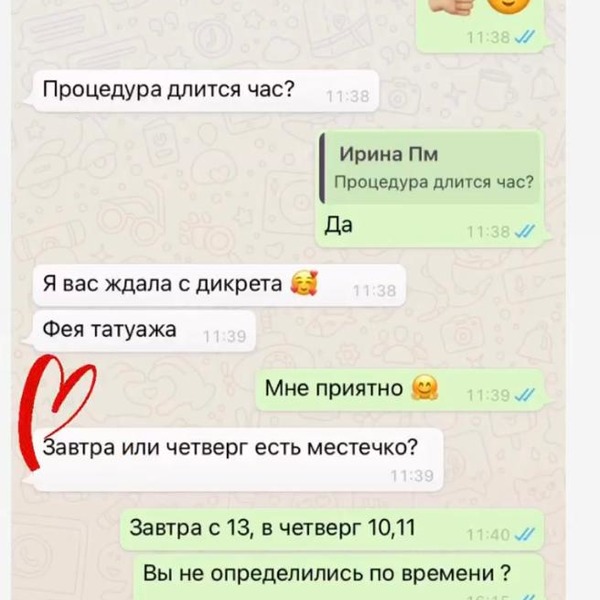 11:38
Процедура длится час?
11:38
Ирина Пм
Процедура длится час?
Да
11:38
Я вас ждала с дикрета
11:38
Фея татуажа
11:39
Мне приятно
11:39
Завтра или четверг есть местечко?
11:39
Завтра с 13, в четверг 10,11
11:40
Вы не определились по времени ?